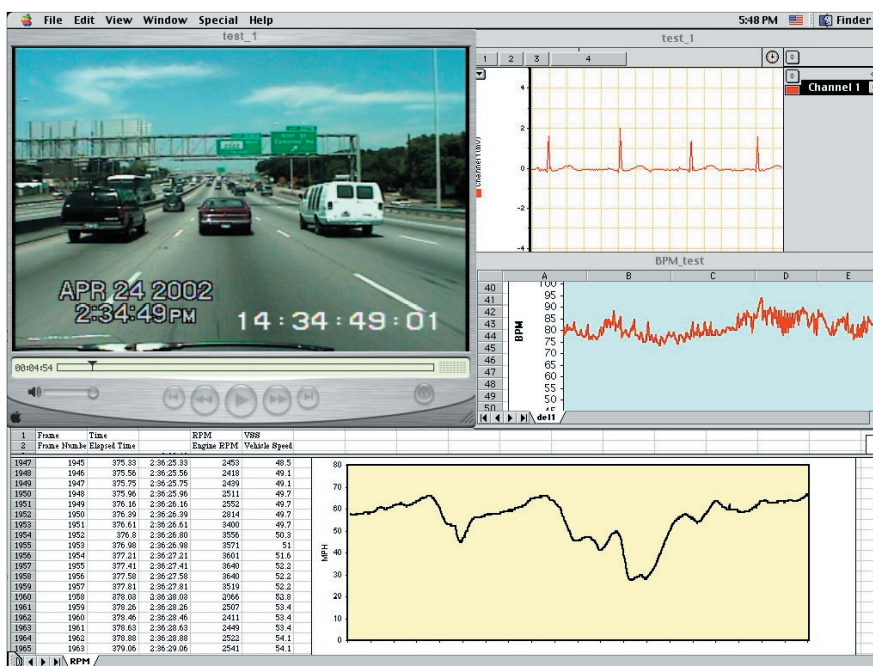 File Edit View Window Special Help 5:48 PM Finder
test_1
APR 24 2002
2:34:49 PM
14:34:49:01
00:04:54
test_1
1 2 3 4
Channel 1
4
2
0
-2
-4
Channel 1 (mV)
BPM_test
A B C D E
40
41
42
43
44
45
46
47
48
49
50
BPM
100
95
90
85
80
75
70
65
60
55
50
45
del1
1 Frame Time RPM VSS
2 Frame Numbe Elapsed Time Engine RPM Vehicle Speed
1947 1945 375.33 2:36:25.33 2453 48.5
1948 1946 375.56 2:36:25.56 2418 49.1
1949 1947 375.75 2:36:25.75 2439 49.1
1950 1948 375.96 2:36:25.96 2511 49.7
1951 1949 376.16 2:36:26.16 2552 49.7
1952 1950 376.39 2:36:26.39 2814 49.7
1953 1951 376.61 2:36:26.61 3400 49.7
1954 1952 376.8 2:36:26.80 3556 50.3
1955 1953 376.98 2:36:26.98 3571 51
1956 1954 377.21 2:36:27.21 3601 51.6
1957 1955 377.41 2:36:27.41 3640 52.2
1958 1956 377.58 2:36:27.58 3640 52.2
1959 1957 377.81 2:36:27.81 3519 52.2
1960 1958 378.03 2:36:28.03 2966 52.8
1961 1959 378.26 2:36:28.26 2507 53.4
1962 1960 378.46 2:36:28.46 2411 53.4
1963 1961 378.63 2:36:28.63 2449 53.4
1964 1962 378.88 2:36:28.88 2522 54.1
1965 1963 379.06 2:36:29.06 2541 54.1
MPH
80
70
60
50
40
30
20
10
0
RPM